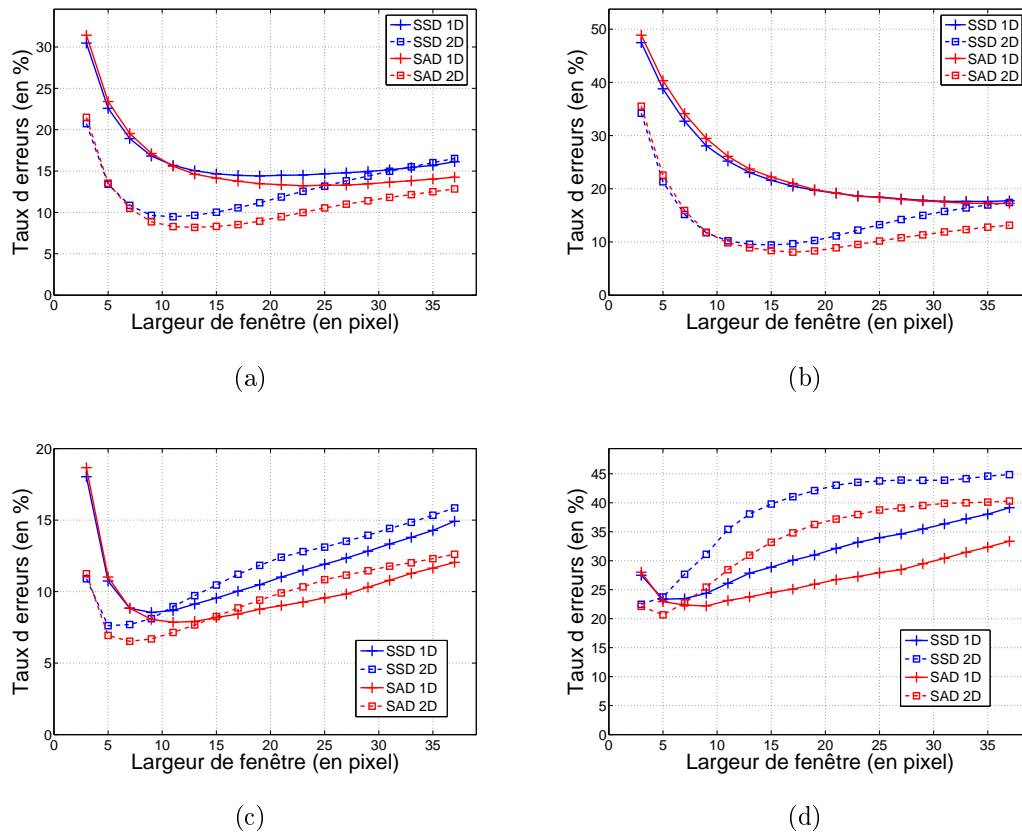 30
25
20
15
10
5
0
0 5 10 15 20 25 30 35
Taux d erreurs (en %)
Largeur de fenêtre (en pixel)
SSD 1D
SSD 2D
SAD 1D
SAD 2D
(a)
50
40
30
20
10
0
0 5 10 15 20 25 30 35
Taux d erreurs (en %)
Largeur de fenêtre (en pixel)
SSD 1D
SSD 2D
SAD 1D
SAD 2D
(b)
20
15
10
5
0
0 5 10 15 20 25 30 35
Taux d erreurs (en %)
Largeur de fenêtre (en pixel)
SSD 1D
SSD 2D
SAD 1D
SAD 2D
(c)
45
40
35
30
25
20
15
10
5
0
0 5 10 15 20 25 30 35
Taux d erreurs (en %)
Largeur de fenêtre (en pixel)
SSD 1D
SSD 2D
SAD 1D
SAD 2D
(d)